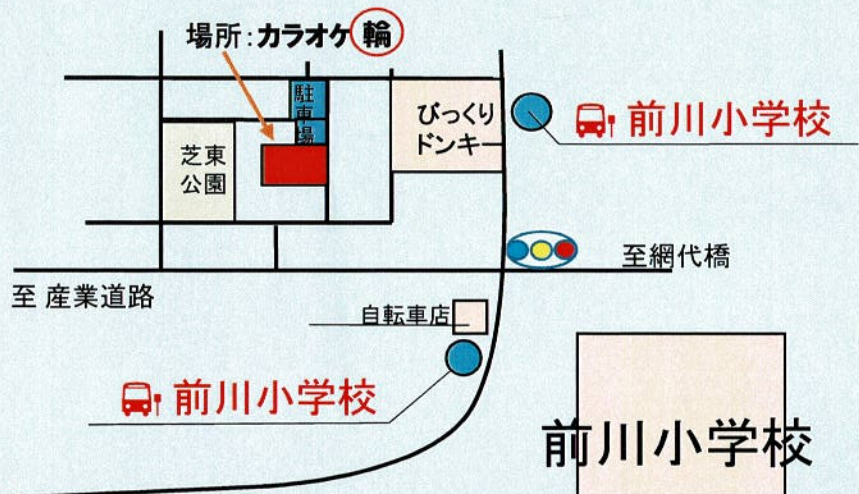 場所:カラオケ 輪
駐車場
びっくり
ドンキー
前川小学校
芝東
公園
至網代橋
至 産業道路
自転車店
前川小学校
前川小学校